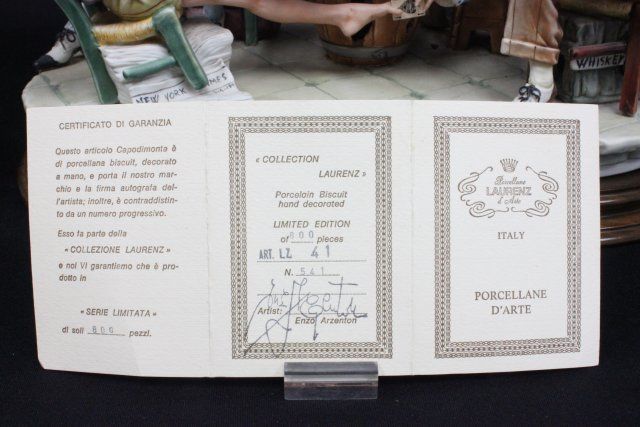 NEW YORK TIMES
WHISKEY
CERTIFICATO DI GARANZIA
Questo articolo Capodimonte è
di porcellana biscuit, decorato
a mano, e porta il nostro mar-
chio e la firma autografa del-
l'artista; inoltre, è contraddistin-
to da un numero progressivo.
Esso fa parte della
« COLLEZIONE LAURENZ »
e noi Vi garantiamo che è pro-
dotto in
« SERIE LIMITATA »
di soli 800 pezzi.
« COLLECTION
LAURENZ »
Porcelain Biscuit
hand decorated
LIMITED EDITION
of 800 pieces
ART. LZ 41
N. 541
Artist: Enzo Arzenton
Porcellane
LAURENZ
d'Arte
ITALY
PORCELLANE
D'ARTE